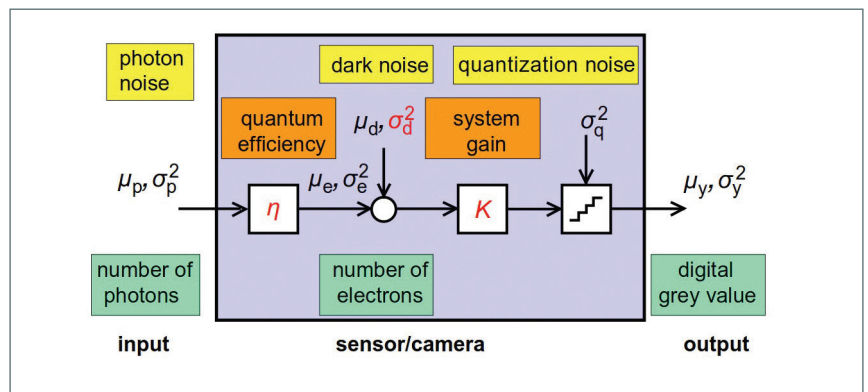 photon
noise
dark noise
quantization noise
quantum
efficiency
μd, σd²
system
gain
σq²
μp, σp²
η
μe, σe²
K
μy, σy²
number of
photons
number of
electrons
digital
grey value
input
sensor/camera
output